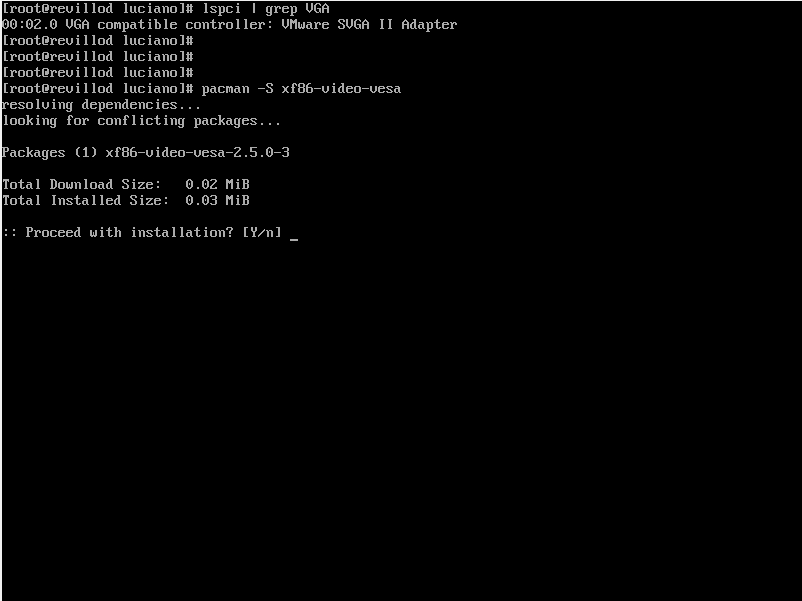 [root@revillod luciano]# lspci | grep VGA
00:02.0 VGA compatible controller: VMware SVGA II Adapter
[root@revillod luciano]#
[root@revillod luciano]#
[root@revillod luciano]#
[root@revillod luciano]# pacman -S xf86-video-vesa
resolving dependencies...
looking for conflicting packages...
Packages (1) xf86-video-vesa-2.5.0-3
Total Download Size:   0.02 MiB
Total Installed Size:  0.03 MiB
:: Proceed with installation? [Y/n] _